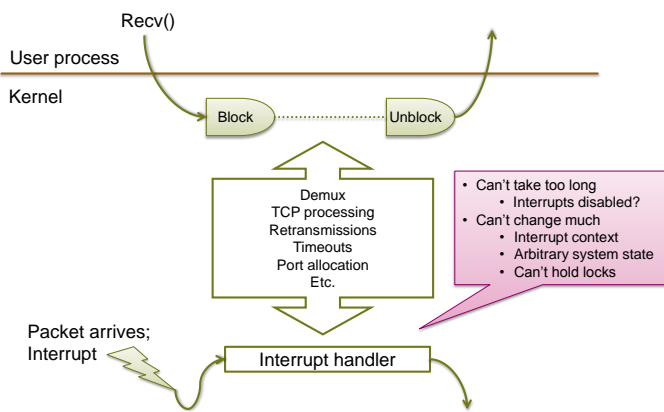 Recv()
User process
Kernel
Block
Unblock
Demux
TCP processing
Retransmissions
Timeouts
Port allocation
Etc.
• Can’t take too long
• Interrupts disabled?
• Can’t change much
• Interrupt context
• Arbitrary system state
• Can’t hold locks
Packet arrives;
Interrupt
Interrupt handler